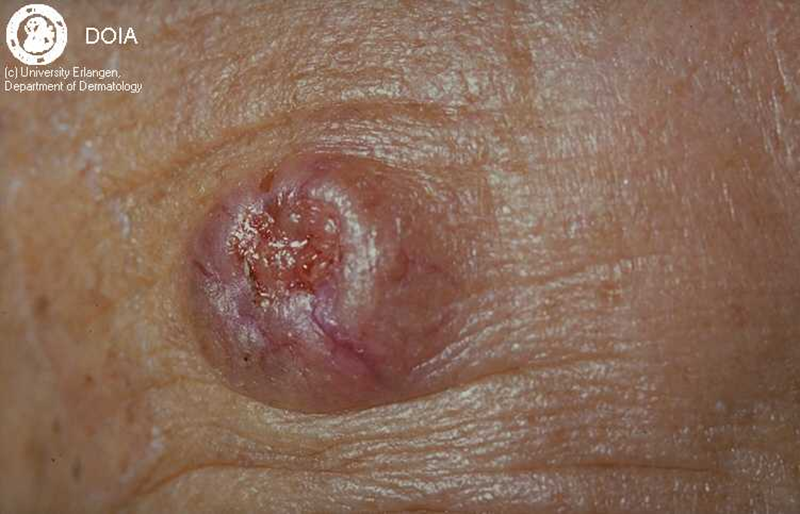 DOIA
(c) University Erlangen,
Department of Dermatology